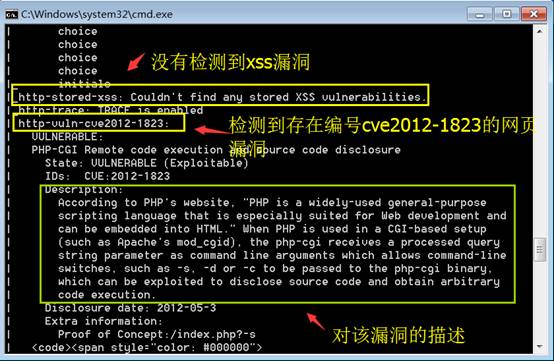 C:\Windows\system32\cmd.exe
| choice
| choice
| choice
| choice
| initials
没有检测到xss漏洞
|_http-stored-xss: Couldn't find any stored XSS vulnerabilities.
|_http-trace: TRACE is enabled
| http-vuln-cve2012-1823:
检测到存在编号cve2012-1823的网页
漏洞
| VULNERABLE:
| PHP-CGI Remote code execution and source code disclosure
| State: VULNERABLE (Exploitable)
| IDs: CVE:2012-1823
| Description:
| According to PHP's website, "PHP is a widely-used general-purpose
| scripting language that is especially suited for Web development and
| can be embedded into HTML." When PHP is used in a CGI-based setup
| (such as Apache's mod_cgid), the php-cgi receives a processed query
| string parameter as command line arguments which allows command-line
| switches, such as -s, -d or -c to be passed to the php-cgi binary,
| which can be exploited to disclose source code and obtain arbitrary
| code execution.
| Disclosure date: 2012-05-3
| Extra information:
对该漏洞的描述
| Proof of Concept:/index.php?-s
| <code><span style="color: #000000">